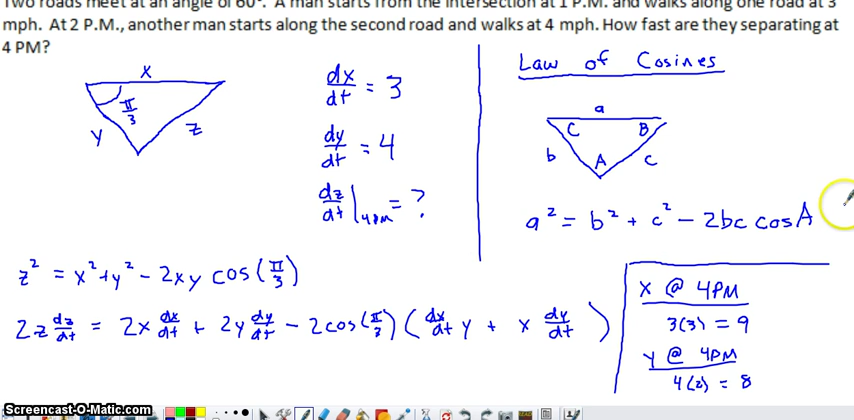 Two roads meet at an angle of 60°. A man starts from the intersection at 1 P.M. and walks along one road at 3
mph. At 2 P.M., another man starts along the second road and walks at 4 mph. How fast are they separating at
4 PM?
x
π/3
y
z
dx/dt = 3
dy/dt = 4
dz/dt |4PM = ?
Law of Cosines
a
C B
b A c
a² = b² + c² - 2bc cos A
z² = x² + y² - 2xy cos(π/3)
2z dz/dt = 2x dx/dt + 2y dy/dt - 2cos(π/3) (dx/dt y + x dy/dt)
x @ 4PM
3(3) = 9
y @ 4PM
4(2) = 8
Screencast-O-Matic.com